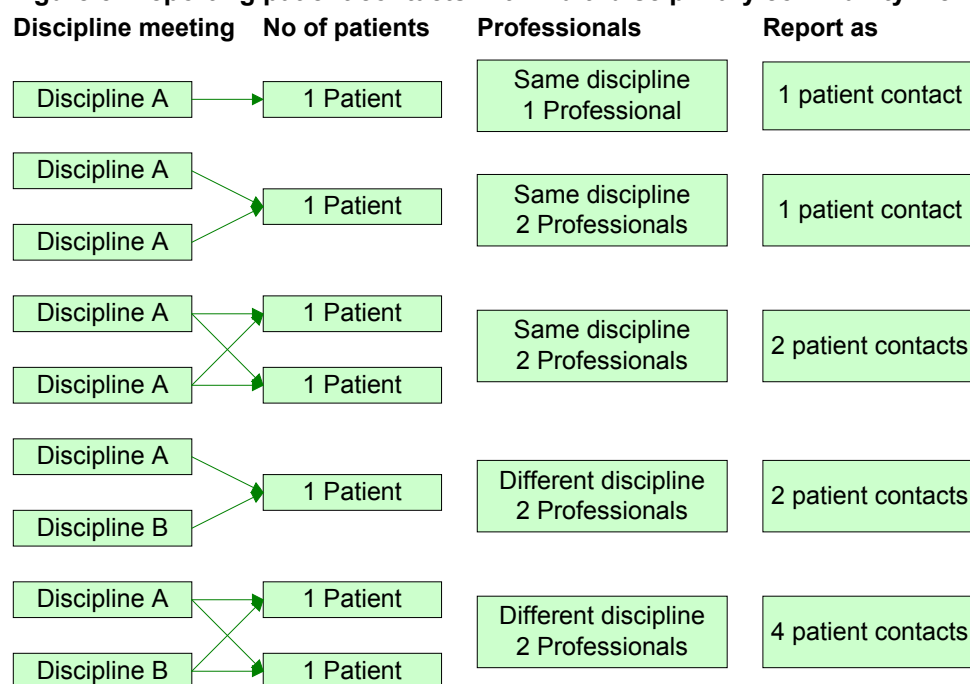 Discipline meeting No of patients Professionals Report as
Discipline A 1 Patient Same discipline 1 patient contact
1 Professional
Discipline A
1 Patient Same discipline 1 patient contact
2 Professionals
Discipline A
Discipline A 1 Patient
Same discipline 2 patient contacts
2 Professionals
Discipline A 1 Patient
Discipline A
1 Patient Different discipline 2 patient contacts
2 Professionals
Discipline B
Discipline A 1 Patient
Different discipline 4 patient contacts
2 Professionals
Discipline B 1 Patient